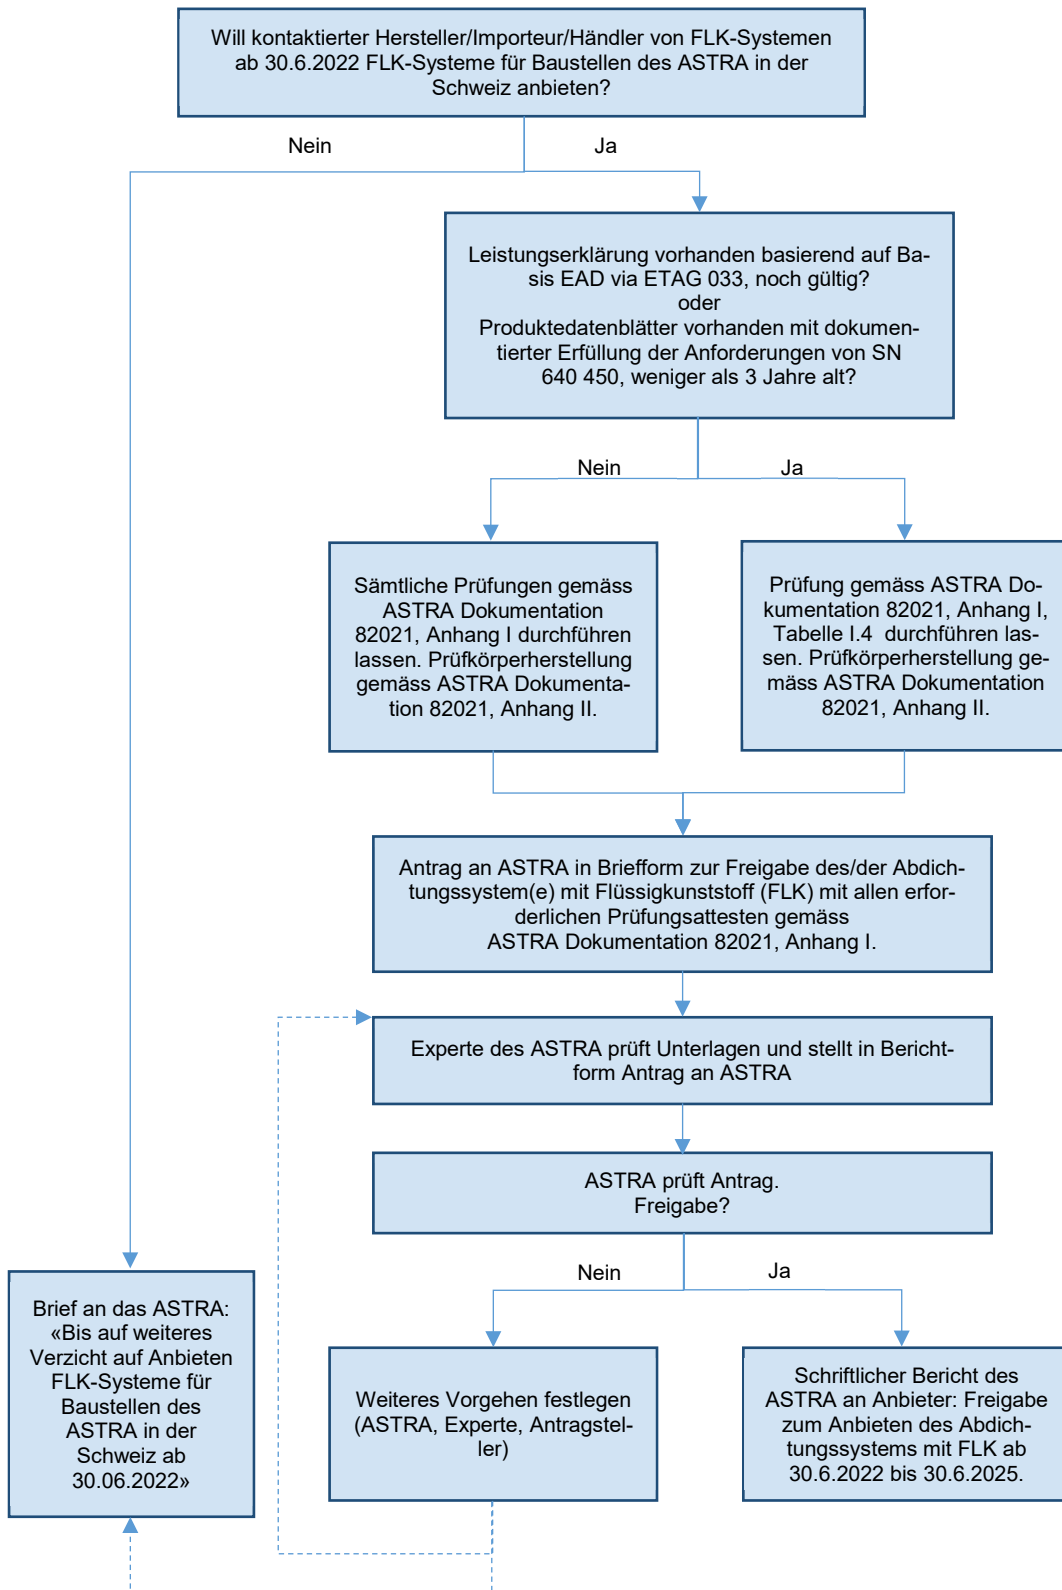 Will kontaktierter Hersteller/Importeur/Händler von FLK-Systemen
ab 30.6.2022 FLK-Systeme für Baustellen des ASTRA in der
Schweiz anbieten?
Nein
Ja
Leistungserklärung vorhanden basierend auf Ba-
sis EAD via ETAG 033, noch gültig?
oder
Produktedatenblätter vorhanden mit dokumen-
tierter Erfüllung der Anforderungen von SN
640 450, weniger als 3 Jahre alt?
Nein
Ja
Sämtliche Prüfungen gemäss
ASTRA Dokumentation
82021, Anhang I durchführen
lassen. Prüfkörperherstellung
gemäss ASTRA Dokumenta-
tion 82021, Anhang II.
Prüfung gemäss ASTRA Do-
kumentation 82021, Anhang I,
Tabelle I.4 durchführen las-
sen. Prüfkörperherstellung ge-
mäss ASTRA Dokumentation
82021, Anhang II.
Antrag an ASTRA in Briefform zur Freigabe des/der Abdich-
tungssystem(e) mit Flüssigkunststoff (FLK) mit allen erfor-
derlichen Prüfungsattesten gemäss
ASTRA Dokumentation 82021, Anhang I.
Experte des ASTRA prüft Unterlagen und stellt in Bericht-
form Antrag an ASTRA
ASTRA prüft Antrag.
Freigabe?
Nein
Ja
Brief an das ASTRA:
«Bis auf weiteres
Verzicht auf Anbieten
FLK-Systeme für
Baustellen des
ASTRA in der
Schweiz ab
30.06.2022»
Weiteres Vorgehen festlegen
(ASTRA, Experte, Antragstel-
ler)
Schriftlicher Bericht des
ASTRA an Anbieter: Freigabe
zum Anbieten des Abdich-
tungssystems mit FLK ab
30.6.2022 bis 30.6.2025.